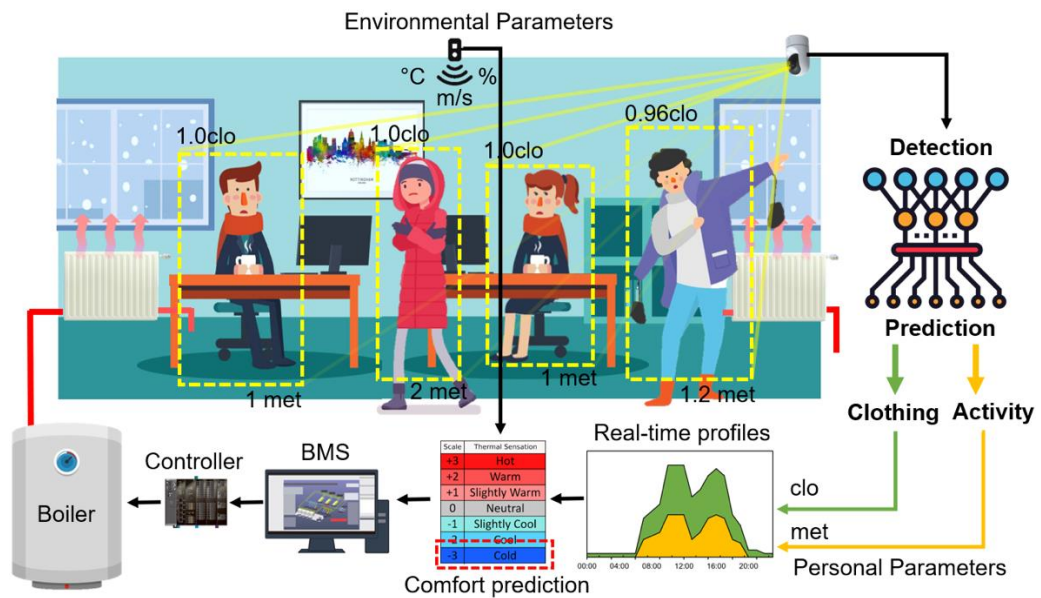 Environmental Parameters
°C
%
m/s
1.0clo
1.0clo
1.0clo
0.96clo
NOTTINGHAM
1 met
2 met
1 met
1.2 met
Detection
Prediction
Clothing
Activity
Real-time profiles
clo
met
00:00
04:00
08:00
12:00
16:00
20:00
Personal Parameters
Scale
Thermal Sensation
+3
Hot
+2
Warm
+1
Slightly Warm
0
Neutral
-1
Slightly Cool
-2
Cool
-3
Cold
Comfort prediction
BMS
Controller
Boiler